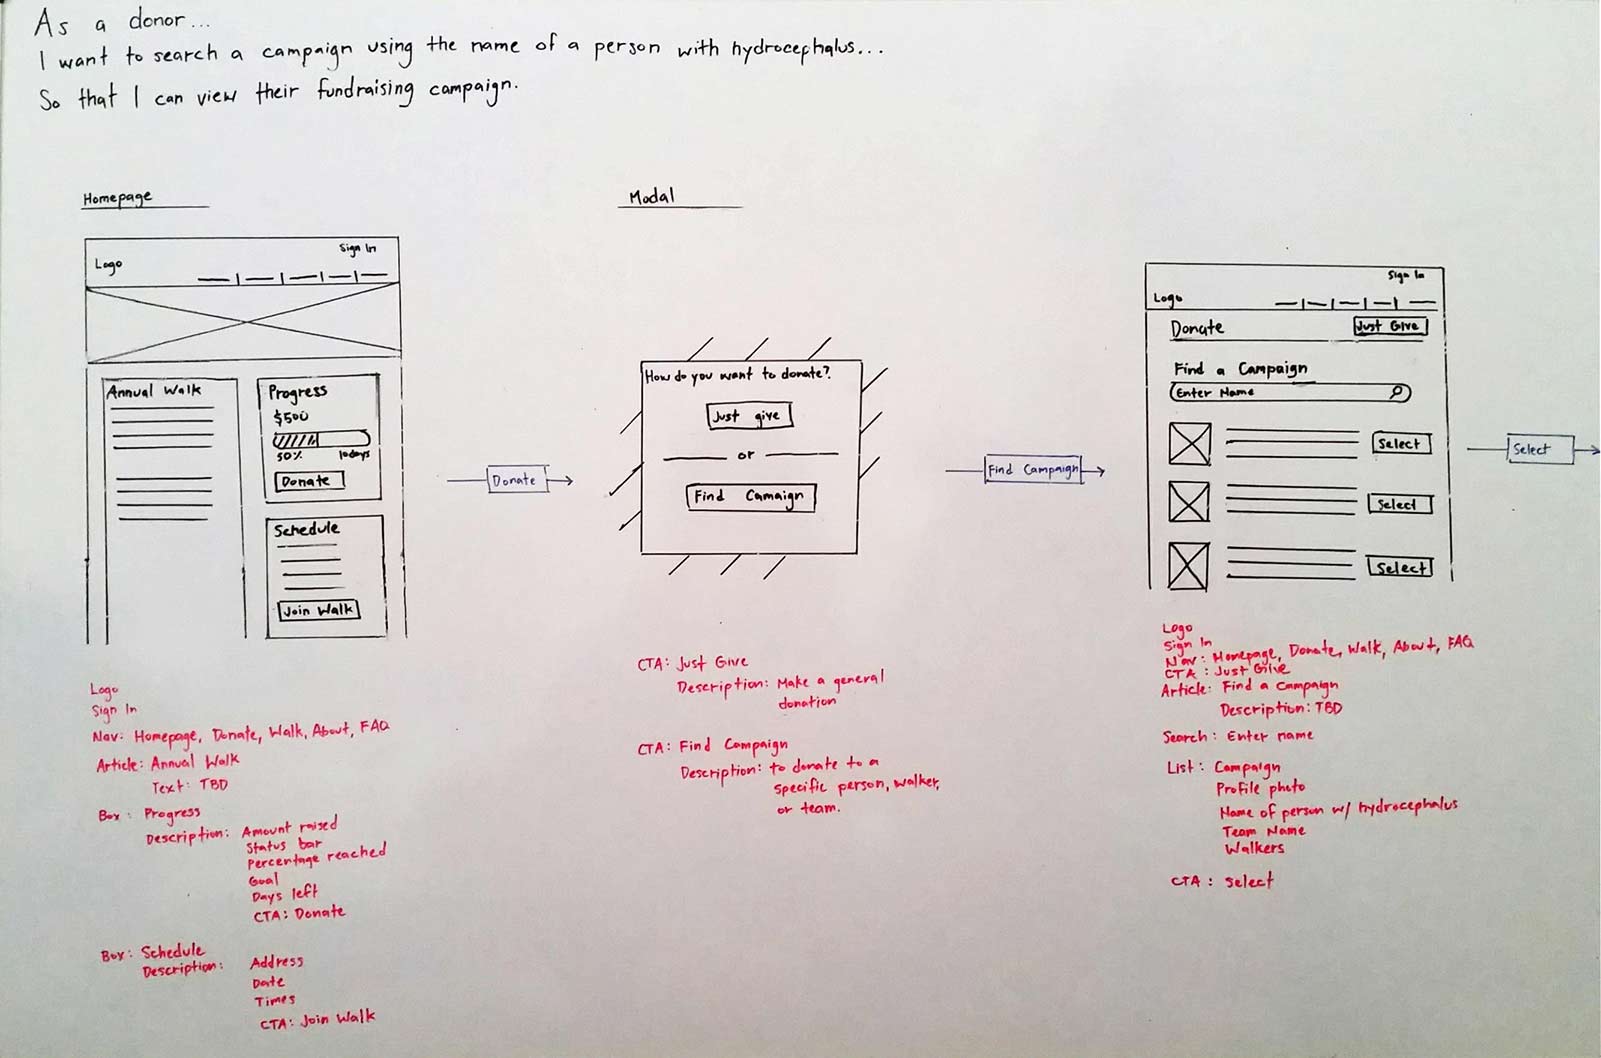 As a donor...
I want to search a campaign using the name of a person with hydrocephalus...
So that I can view their fundraising campaign.
Homepage
Sign In
Logo
Annual Walk
Progress
$500
50% 10days
Donate
Schedule
Join Walk
Logo
Sign In
Nav: Homepage, Donate, Walk, About, FAQ
Article: Annual Walk
Text: TBD
Box: Progress
Description: Amount raised
Status bar
Percentage reached
Goal
Days left
CTA: Donate
Box: Schedule
Description: Address
Date
Times
CTA: Join Walk
Donate
Modal
How do you want to donate?
Just give
or
Find Camaign
CTA: Just Give
Description: Make a general
donation
CTA: Find Campaign
Description: to donate to a
specific person, walker,
or team.
Find Campaign
Sign In
Logo
Donate
Just Give
Find a Campaign
Enter Name
Select
Select
Select
Logo
Sign In
Nav: Homepage, Donate, Walk, About, FAQ
CTA: Just Give
Article: Find a Campaign
Description: TBD
Search: Enter name
List: Campaign
Profile photo
Name of person w/ hydrocephalus
Team Name
Walkers
CTA: Select
Select